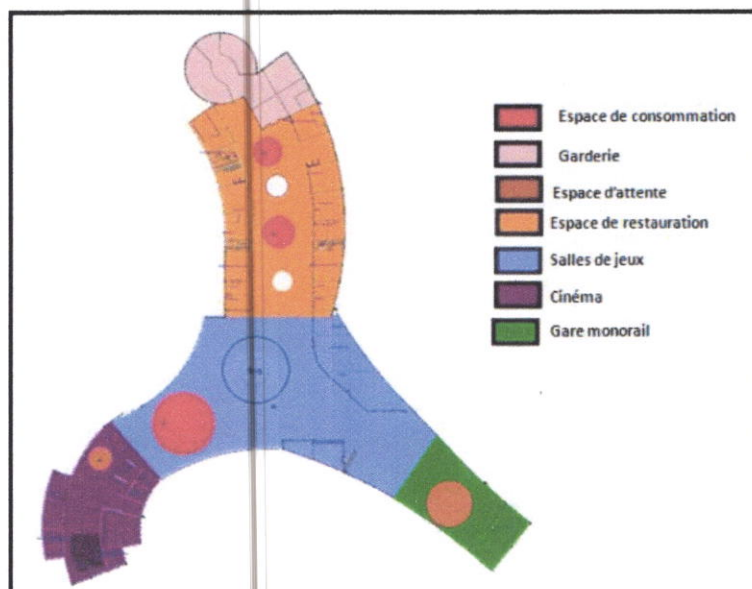 Espace de consommation
Garderie
Espace d'attente
Espace de restauration
Salles de jeux
Cinéma
Gare monorail